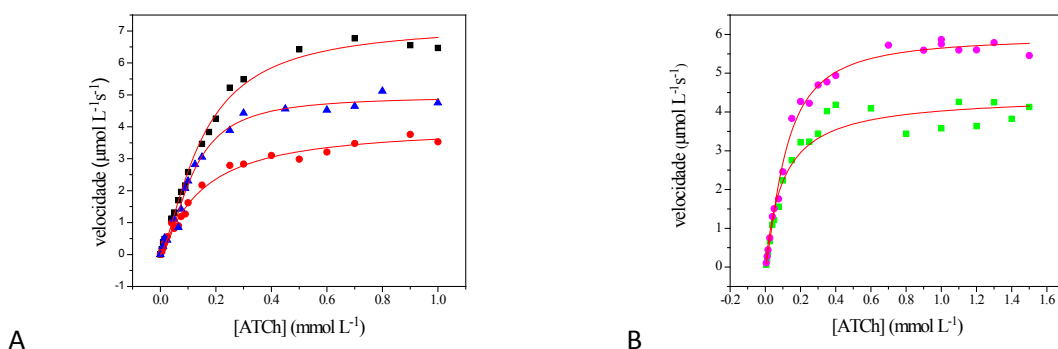 7
6
5
4
3
2
1
0
-1
velocidade (µmol L⁻¹s⁻¹)
0.0 0.2 0.4 0.6 0.8 1.0
[ATCh] (mmol L⁻¹)
A
7
6
4
2
0
velocidade (µmol L⁻¹s⁻¹)
-0.2 0.0 0.2 0.4 0.6 0.8 1.0 1.2 1.4 1.6
[ATCh] (mmol L⁻¹)
B